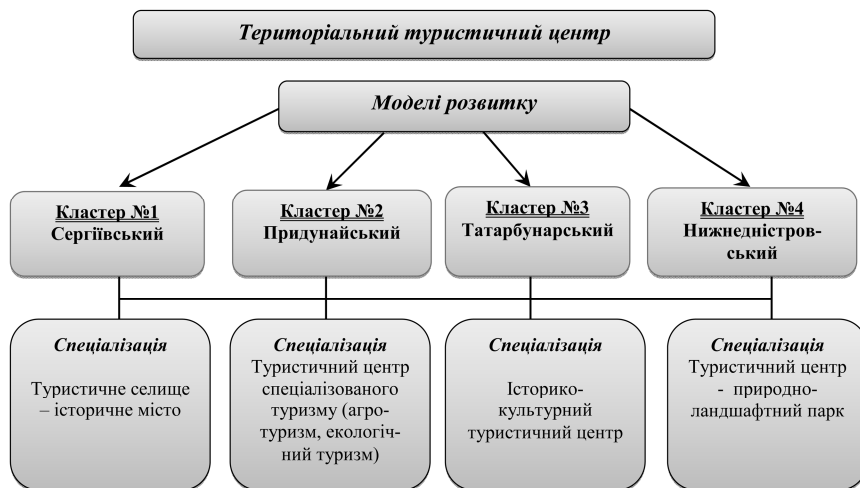 Територіальний туристичний центр
Моделі розвитку
Кластер №1
Сергіївський
Кластер №2
Придунайський
Кластер №3
Татарбунарський
Кластер №4
Нижнедністров-
ський
Спеціалізація
Туристичне селище
– історичне місто
Спеціалізація
Туристичний центр
спеціалізованого
туризму (агро-
туризм, екологіч-
ний туризм)
Спеціалізація
Історико-
культурний
туристичний центр
Спеціалізація
Туристичний центр
- природно-
ландшафтний парк